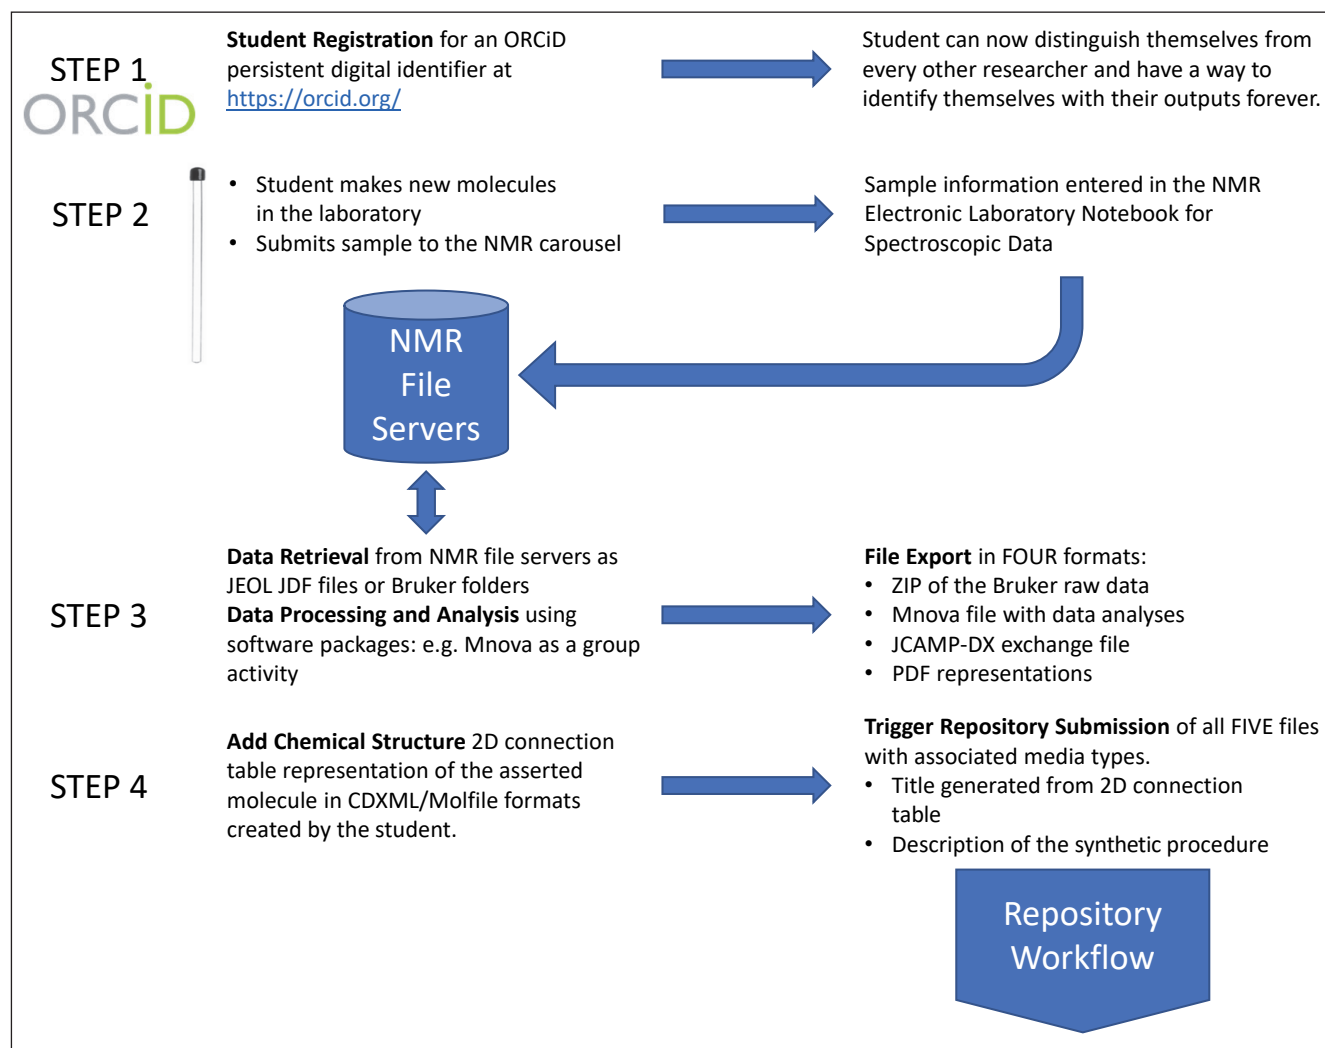 STEP 1
ORCiD
Student Registration for an ORCiD
persistent digital identifier at
https://orcid.org/
Student can now distinguish themselves from
every other researcher and have a way to
identify themselves with their outputs forever.
STEP 2
• Student makes new molecules
in the laboratory
• Submits sample to the NMR carousel
Sample information entered in the NMR
Electronic Laboratory Notebook for
Spectroscopic Data
NMR
File
Servers
STEP 3
Data Retrieval from NMR file servers as
JEOL JDF files or Bruker folders
Data Processing and Analysis using
software packages: e.g. Mnova as a group
activity
File Export in FOUR formats:
• ZIP of the Bruker raw data
• Mnova file with data analyses
• JCAMP-DX exchange file
• PDF representations
STEP 4
Add Chemical Structure 2D connection
table representation of the asserted
molecule in CDXML/Molfile formats
created by the student.
Trigger Repository Submission of all FIVE files
with associated media types.
• Title generated from 2D connection
table
• Description of the synthetic procedure
Repository
Workflow